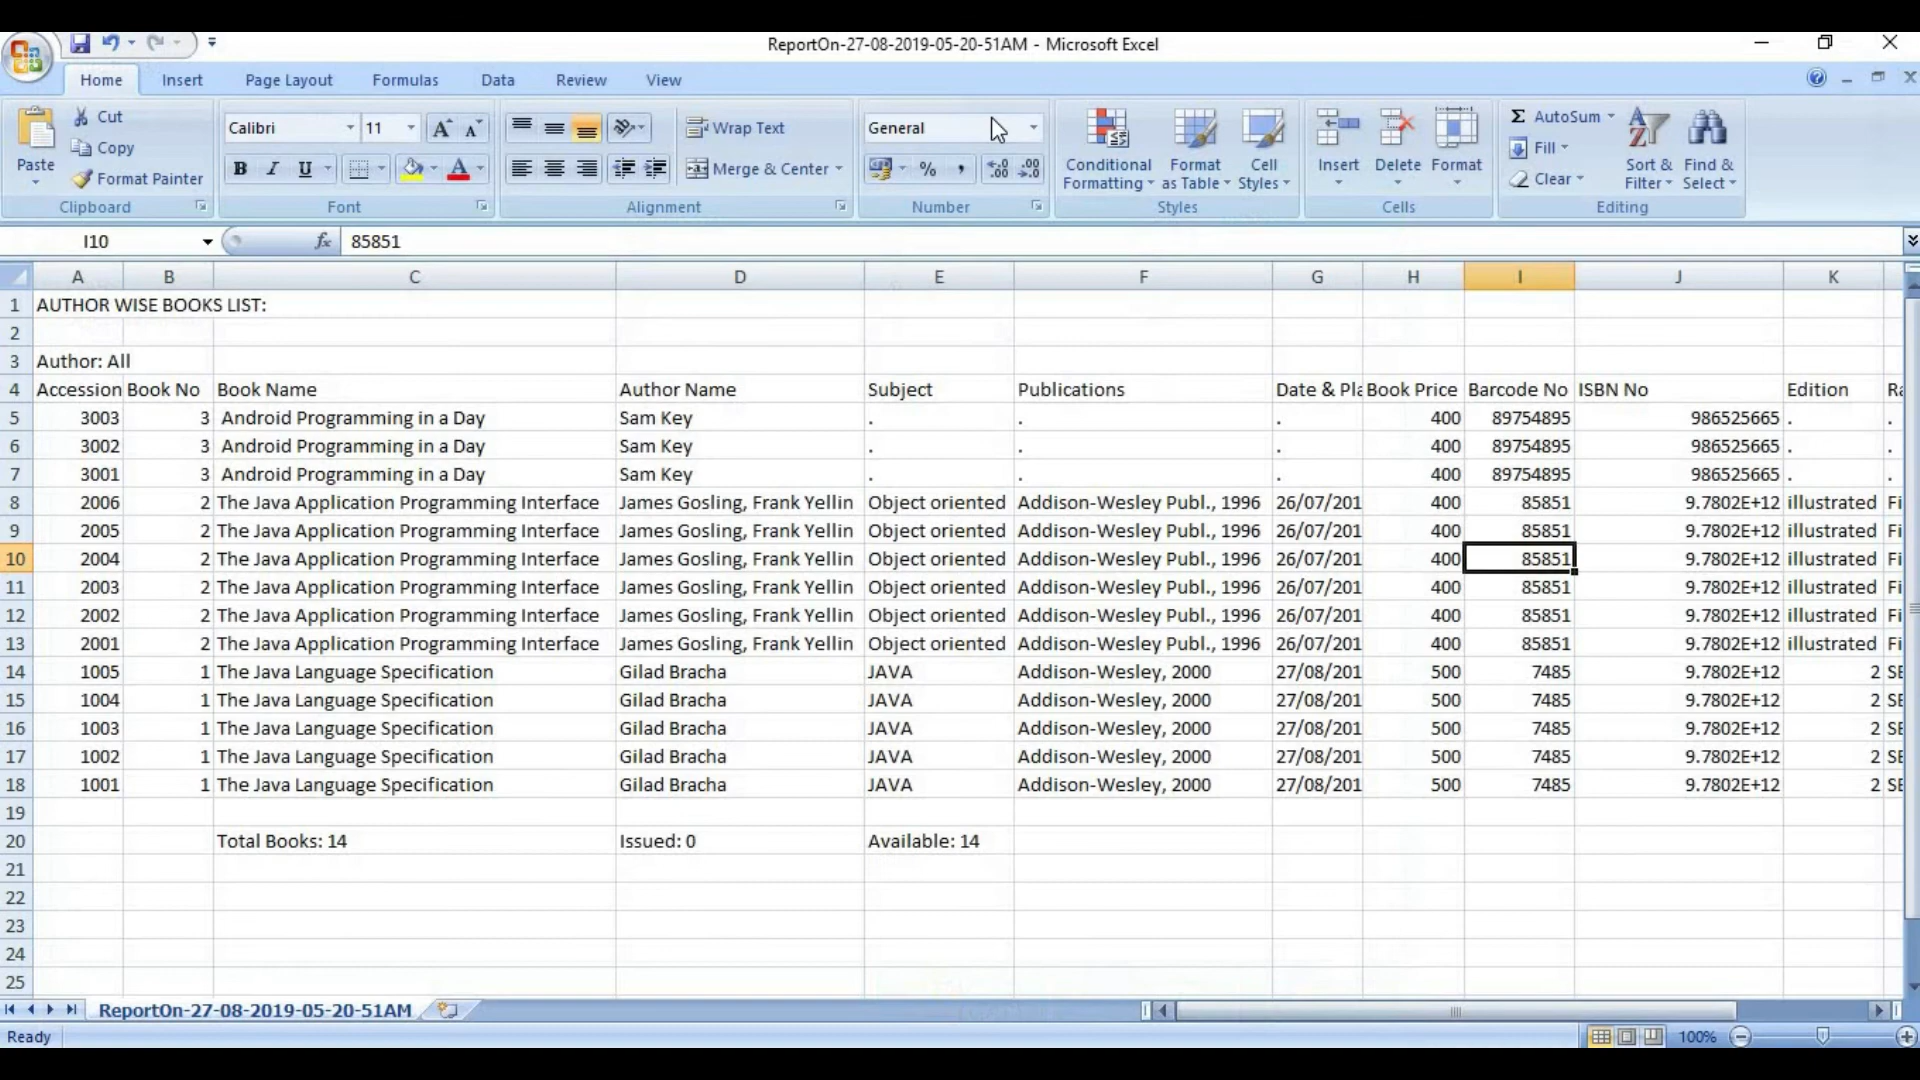 ReportOn-27-08-2019-05-20-51AM - Microsoft Excel
Home Insert Page Layout Formulas Data Review View
Paste Cut Copy Format Painter Clipboard
Calibri 11 B I U A Font
Wrap Text Merge & Center Alignment
General % , Number
Conditional Formatting Format as Table Cell Styles Styles
Insert Delete Format Cells
Σ AutoSum Fill Clear Sort & Filter Find & Select Editing
I10 fx 85851
A B C D E F G H I J K
1 AUTHOR WISE BOOKS LIST:
2
3 Author: All
4 Accession Book No Book Name Author Name Subject Publications Date & Pla Book Price Barcode No ISBN No Edition Ra
5 3003 3 Android Programming in a Day Sam Key . . . 400 89754895 986525665 . .
6 3002 3 Android Programming in a Day Sam Key . . . 400 89754895 986525665 . .
7 3001 3 Android Programming in a Day Sam Key . . . 400 89754895 986525665 . .
8 2006 2 The Java Application Programming Interface James Gosling, Frank Yellin Object oriented Addison-Wesley Publ., 1996 26/07/201 400 85851 9.7802E+12 illustrated Fi
9 2005 2 The Java Application Programming Interface James Gosling, Frank Yellin Object oriented Addison-Wesley Publ., 1996 26/07/201 400 85851 9.7802E+12 illustrated Fi
10 2004 2 The Java Application Programming Interface James Gosling, Frank Yellin Object oriented Addison-Wesley Publ., 1996 26/07/201 400 85851 9.7802E+12 illustrated Fi
11 2003 2 The Java Application Programming Interface James Gosling, Frank Yellin Object oriented Addison-Wesley Publ., 1996 26/07/201 400 85851 9.7802E+12 illustrated Fi
12 2002 2 The Java Application Programming Interface James Gosling, Frank Yellin Object oriented Addison-Wesley Publ., 1996 26/07/201 400 85851 9.7802E+12 illustrated Fi
13 2001 2 The Java Application Programming Interface James Gosling, Frank Yellin Object oriented Addison-Wesley Publ., 1996 26/07/201 400 85851 9.7802E+12 illustrated Fi
14 1005 1 The Java Language Specification Gilad Bracha JAVA Addison-Wesley, 2000 27/08/201 500 7485 9.7802E+12 2 SE
15 1004 1 The Java Language Specification Gilad Bracha JAVA Addison-Wesley, 2000 27/08/201 500 7485 9.7802E+12 2 SE
16 1003 1 The Java Language Specification Gilad Bracha JAVA Addison-Wesley, 2000 27/08/201 500 7485 9.7802E+12 2 SE
17 1002 1 The Java Language Specification Gilad Bracha JAVA Addison-Wesley, 2000 27/08/201 500 7485 9.7802E+12 2 SE
18 1001 1 The Java Language Specification Gilad Bracha JAVA Addison-Wesley, 2000 27/08/201 500 7485 9.7802E+12 2 SE
19
20 Total Books: 14 Issued: 0 Available: 14
21
22
23
24
25
ReportOn-27-08-2019-05-20-51AM
Ready 100%